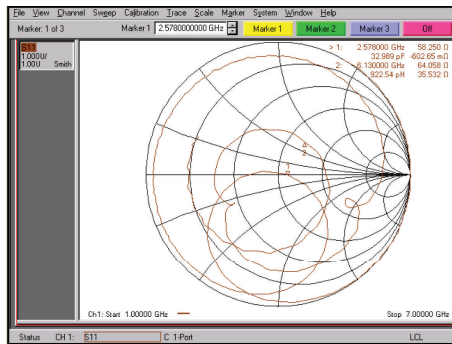 File View Channel Sweep Calibration Trace Scale Marker System Window Help
Marker: 1 of 3 Marker 1 2.5780000000 GHz Marker 1 Marker 2 Marker 3 Off
S11
1.000U/
1.00U Smith
> 1: 2.578000 GHz 58.250 Ω
32.989 pF -602.65 mΩ
2: 6.130000 GHz 64.058 Ω
922.54 pH 35.532 Ω
2
1
Ch1: Start 1.00000 GHz Stop 7.00000 GHz
Status CH 1: S11 C 1-Port LCL